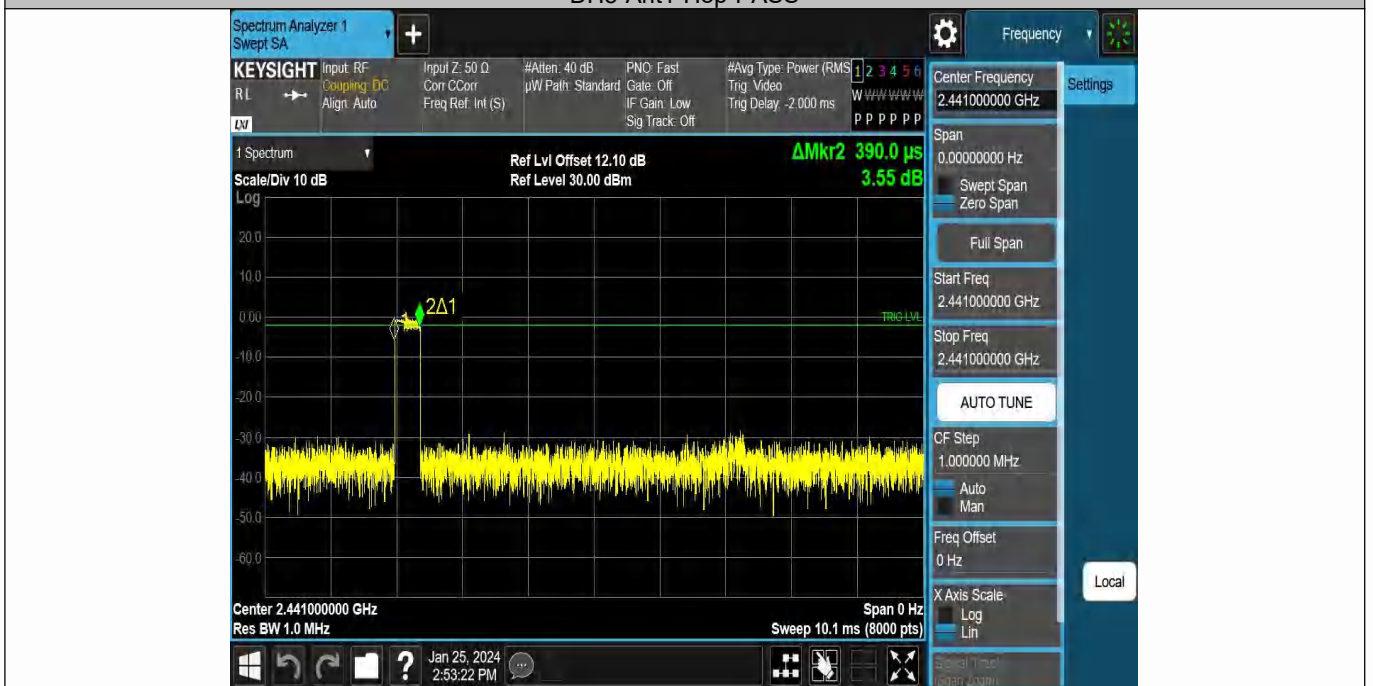 Spectrum Analyzer 1
Swept SA
+
Frequency
KEYSIGHT
RL
LXI
Input: RF
Coupling: DC
Align: Auto
Input Z: 50 Ω
Corr CCorr
Freq Ref: Int (S)
#Atten: 40 dB
µW Path: Standard
PNO: Fast
Gate: Off
IF Gain: Low
Sig Track: Off
#Avg Type: Power (RMS
Trig: Video
Trig Delay: -2.000 ms
1 2 3 4 5 6
W W W W W W
P P P P P P
1 Spectrum
Scale/Div 10 dB
Log
Ref Lvl Offset 12.10 dB
Ref Level 30.00 dBm
ΔMkr2 390.0 µs
3.55 dB
20.0
10.0
0.00
-10.0
-20.0
-30.0
-40.0
-50.0
-60.0
2Δ1
TRIG LVL
Center 2.441000000 GHz
Res BW 1.0 MHz
Span 0 Hz
Sweep 10.1 ms (8000 pts)
Center Frequency
2.441000000 GHz
Settings
Span
0.00000000 Hz
Swept Span
Zero Span
Full Span
Start Freq
2.441000000 GHz
Stop Freq
2.441000000 GHz
AUTO TUNE
CF Step
1.000000 MHz
Auto
Man
Freq Offset
0 Hz
X Axis Scale
Log
Lin
Local
?
Jan 25, 2024
2:53:22 PM